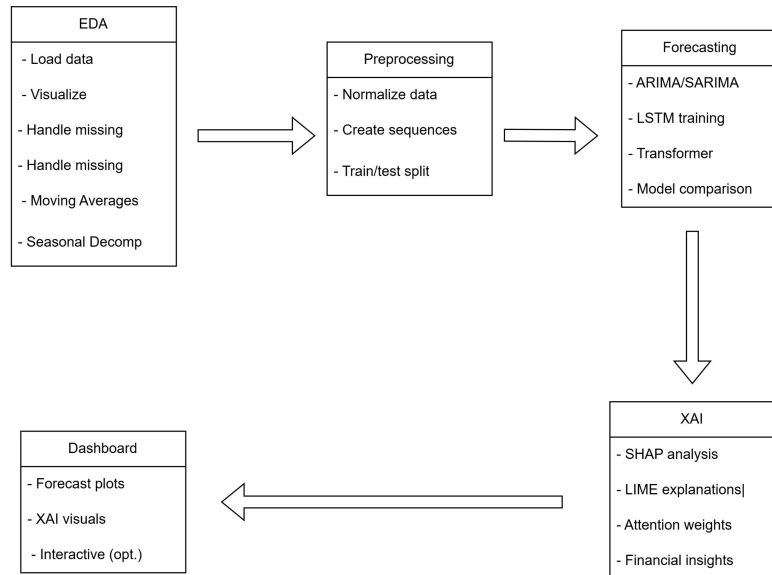 EDA
- Load data
- Visualize
- Handle missing
- Handle missing
- Moving Averages
- Seasonal Decomp
Preprocessing
- Normalize data
- Create sequences
- Train/test split
Forecasting
- ARIMA/SARIMA
- LSTM training
- Transformer
- Model comparison
XAI
- SHAP analysis
- LIME explanations|
- Attention weights
- Financial insights
Dashboard
- Forecast plots
- XAI visuals
- Interactive (opt.)